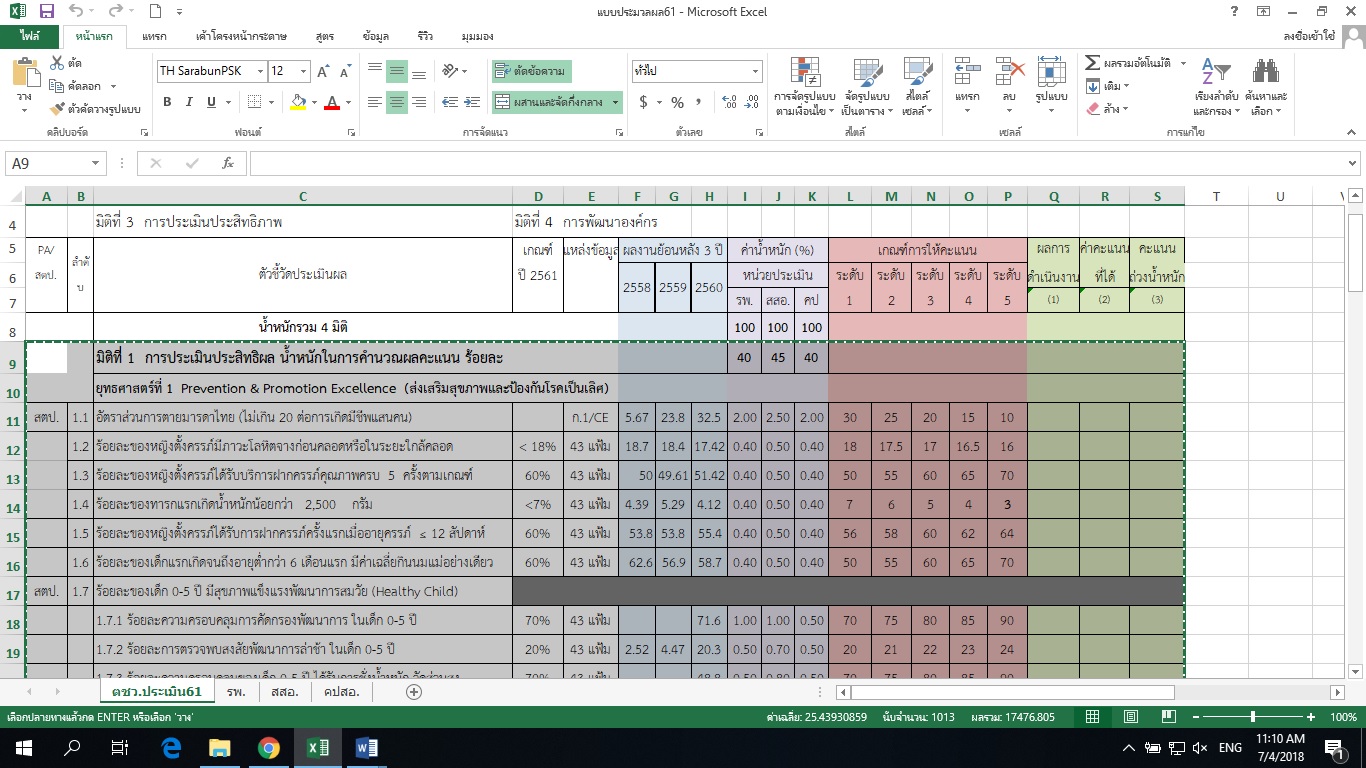 แบบประมวลผล61 - Microsoft Excel
ไฟล์ หน้าแรก แทรก เค้าโครงหน้ากระดาษ สูตร ข้อมูล รีวิว มุมมอง ลงชื่อเข้าใช้
วาง ตัด คัดลอก ตัวคัดวางรูปแบบ คลิปบอร์ด
TH SarabunPSK 12 B I U ฟอนต์
ตัดข้อความ ผสานและจัดกึ่งกลาง การจัดแนว
ทั่วไป $ % ตัวเลข
การจัดรูปแบบตามเงื่อนไข จัดรูปแบบเป็นตาราง สไตล์เซลล์ สไตล์
แทรก ลบ รูปแบบ เซลล์
ผลรวมอัตโนมัติ เติม ล้าง เรียงลำดับและกรอง ค้นหาและเลือก การแก้ไข
A9 fx
A B C D E F G H I J K L M N O P Q R S T U
4 มิติที่ 3 การประเมินประสิทธิภาพ มิติที่ 4 การพัฒนาองค์กร
5 PA/ ลำดับ เกณฑ์ แหล่งข้อมูล ผลงานย้อนหลัง 3 ปี ค่าน้ำหนัก (%) เกณฑ์การให้คะแนน ผลการ ค่าคะแนน คะแนน
6 สตป. ตัวชี้วัดประเมินผล ปี 2561 2558 2559 2560 หน่วยประเมิน ระดับ ระดับ ระดับ ระดับ ระดับ ดำเนินงาน ที่ได้ ถ่วงน้ำหนัก
7 รพ. สสอ. คป 1 2 3 4 5 (1) (2) (3)
8 น้ำหนักรวม 4 มิติ 100 100 100
9 มิติที่ 1 การประเมินประสิทธิผล น้ำหนักในการคำนวณผลคะแนน ร้อยละ 40 45 40
10 ยุทธศาสตร์ที่ 1 Prevention & Promotion Excellence (ส่งเสริมสุขภาพและป้องกันโรคเป็นเลิศ)
11 สตป. 1.1 อัตราส่วนการตายมารดาไทย (ไม่เกิน 20 ต่อการเกิดมีชีพแสนคน) ก.1/CE 5.67 23.8 32.5 2.00 2.50 2.00 30 25 20 15 10
12 1.2 ร้อยละของหญิงตั้งครรภ์มีภาวะโลหิตจางก่อนคลอดหรือในระยะใกล้คลอด < 18% 43 แฟ้ม 18.7 18.4 17.42 0.40 0.50 0.40 18 17.5 17 16.5 16
13 1.3 ร้อยละของหญิงตั้งครรภ์ได้รับบริการฝากครรภ์คุณภาพครบ 5 ครั้งตามเกณฑ์ 60% 43 แฟ้ม 50 49.61 51.42 0.40 0.50 0.40 50 55 60 65 70
14 1.4 ร้อยละของทารกแรกเกิดน้ำหนักน้อยกว่า 2,500 กรัม <7% 43 แฟ้ม 4.39 5.29 4.12 0.40 0.50 0.40 7 6 5 4 3
15 1.5 ร้อยละของหญิงตั้งครรภ์ได้รับการฝากครรภ์ครั้งแรกเมื่ออายุครรภ์ ≤ 12 สัปดาห์ 60% 43 แฟ้ม 53.8 53.8 55.4 0.40 0.50 0.40 56 58 60 62 64
16 1.6 ร้อยละของเด็กแรกเกิดจนถึงอายุต่ำกว่า 6 เดือนแรก มีค่าเฉลี่ยกินนมแม่อย่างเดียว 60% 43 แฟ้ม 62.6 56.9 58.7 0.40 0.50 0.40 50 55 60 65 70
17 สตป. 1.7 ร้อยละของเด็ก 0-5 ปี มีสุขภาพแข็งแรงพัฒนาการสมวัย (Healthy Child)
18 1.7.1 ร้อยละความครอบคลุมการคัดกรองพัฒนาการ ในเด็ก 0-5 ปี 70% 43 แฟ้ม 71.6 1.00 1.00 0.50 70 75 80 85 90
19 1.7.2 ร้อยละการตรวจพบสงสัยพัฒนาการล่าช้า ในเด็ก 0-5 ปี 20% 43 แฟ้ม 2.52 4.47 20.3 0.50 0.70 0.50 20 21 22 23 24
ตชว.ประเมิน61 รพ. สสอ. คปสอ.
เลือกปลายทางแล้วกด ENTER หรือเลือก 'วาง' ค่าเฉลี่ย: 25.43930859 นับจำนวน: 1013 ผลรวม: 17476.805 100%
ENG 11:10 AM
7/4/2018 1